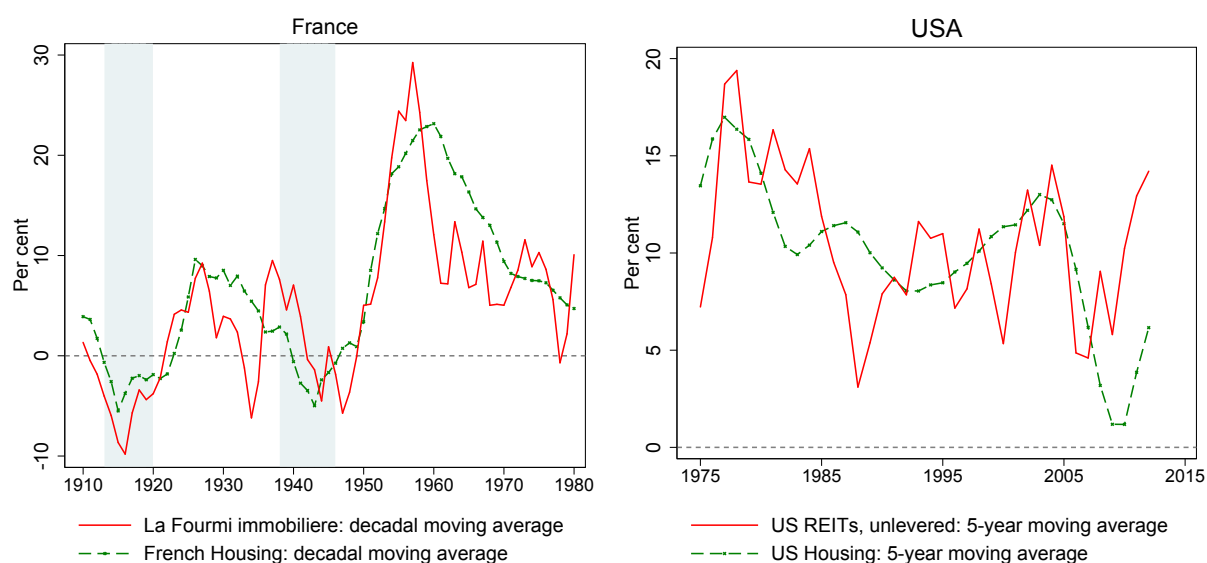 France
Per cent
30
20
10
0
-10
1910 1920 1930 1940 1950 1960 1970 1980
La Fourmi immobiliere: decadal moving average
French Housing: decadal moving average
USA
Per cent
20
15
10
5
0
1975 1985 1995 2005 2015
US REITs, unlevered: 5-year moving average
US Housing: 5-year moving average